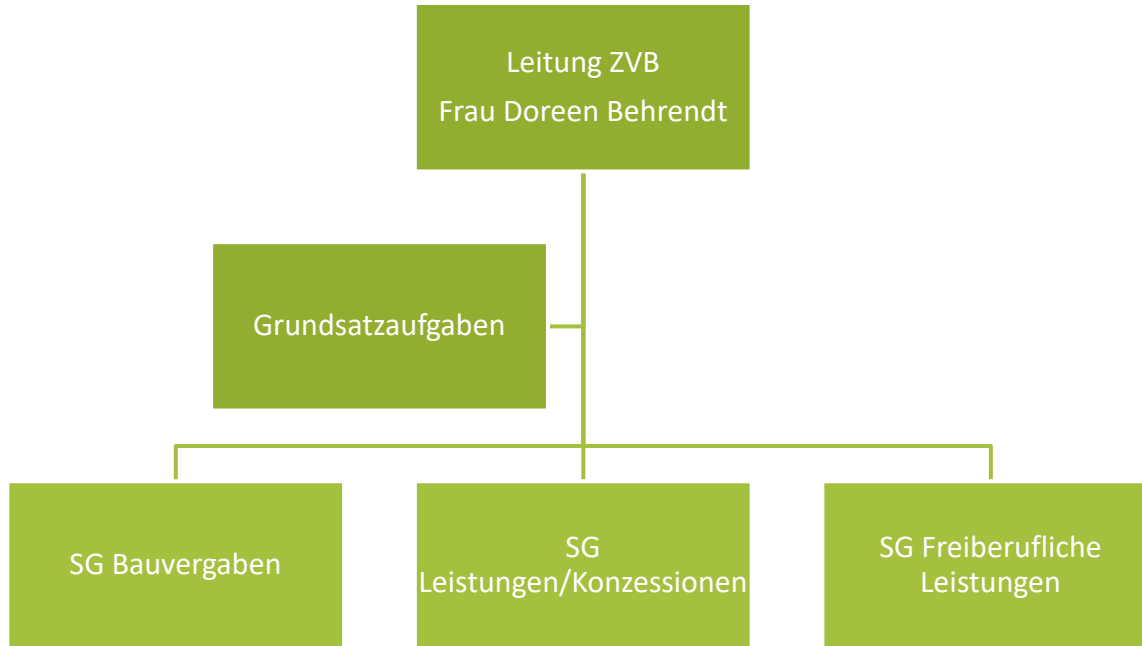 Leitung ZVB
Frau Doreen Behrendt
Grundsatzaufgaben
SG Bauvergaben
SG
Leistungen/Konzessionen
SG Freiberufliche
Leistungen